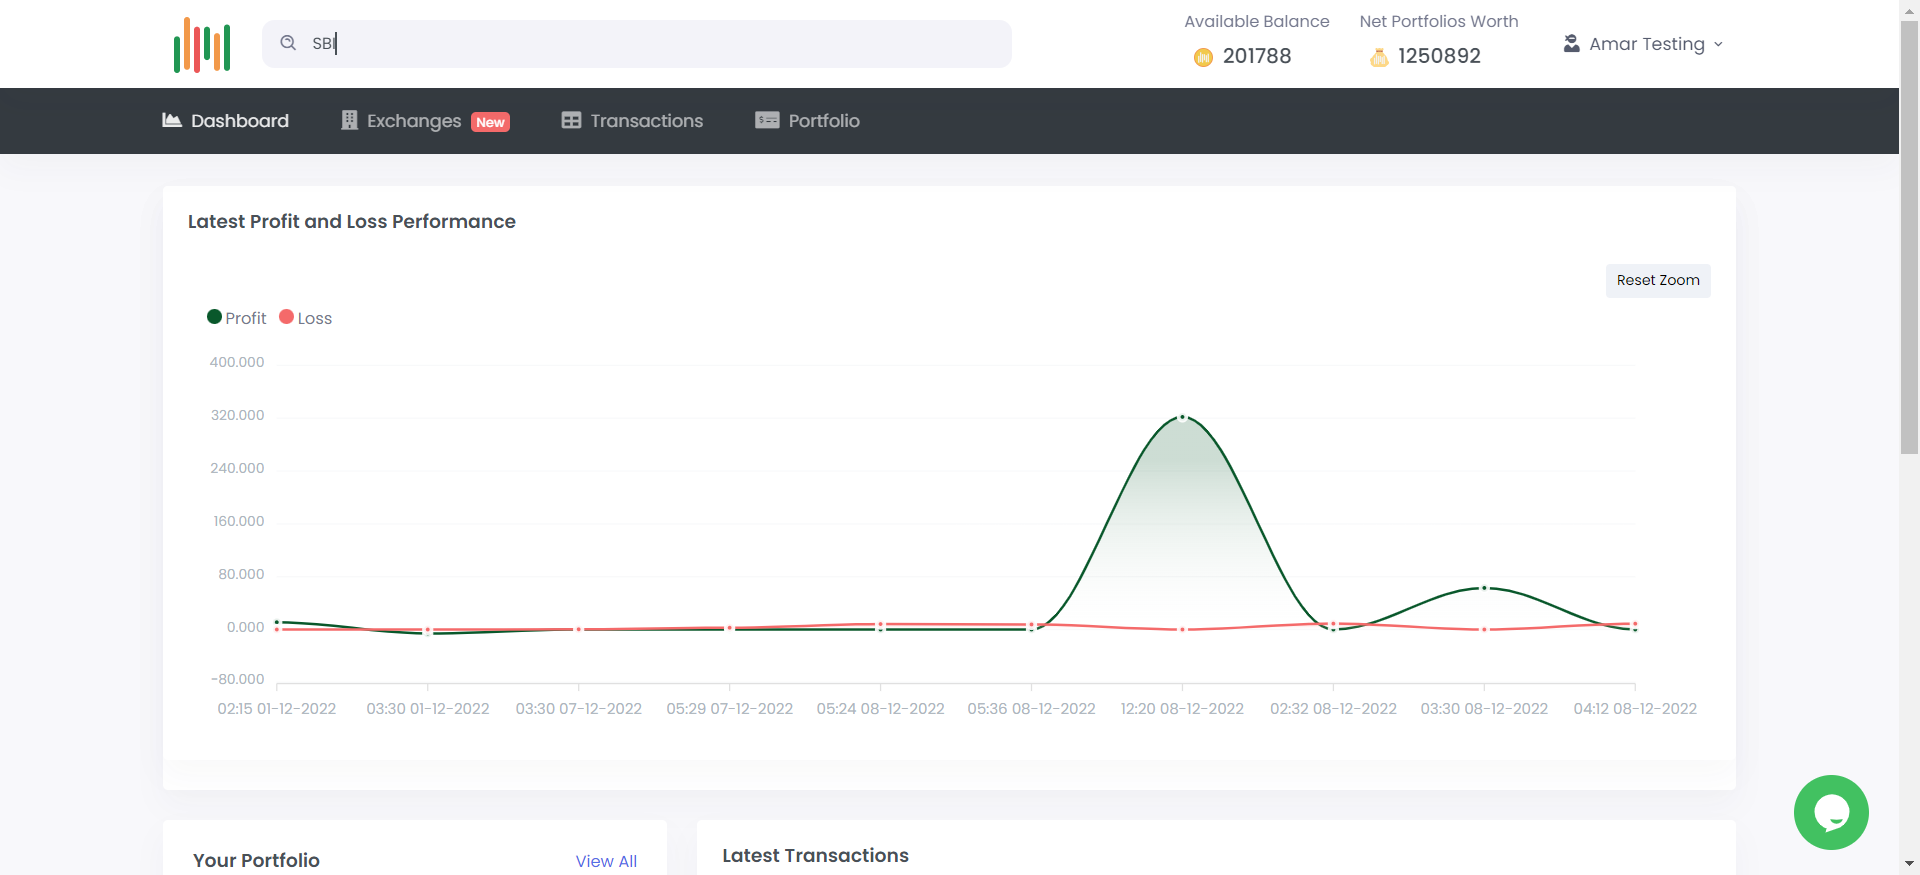 SBI
Available Balance
201788
Net Portfolios Worth
1250892
Amar Testing
Dashboard
Exchanges New
Transactions
Portfolio
Latest Profit and Loss Performance
Reset Zoom
Profit Loss
400.000
320.000
240.000
160.000
80.000
0.000
-80.000
02:15 01-12-2022 03:30 01-12-2022 03:30 07-12-2022 05:29 07-12-2022 05:24 08-12-2022 05:36 08-12-2022 12:20 08-12-2022 02:32 08-12-2022 03:30 08-12-2022 04:12 08-12-2022
Your Portfolio
View All
Latest Transactions